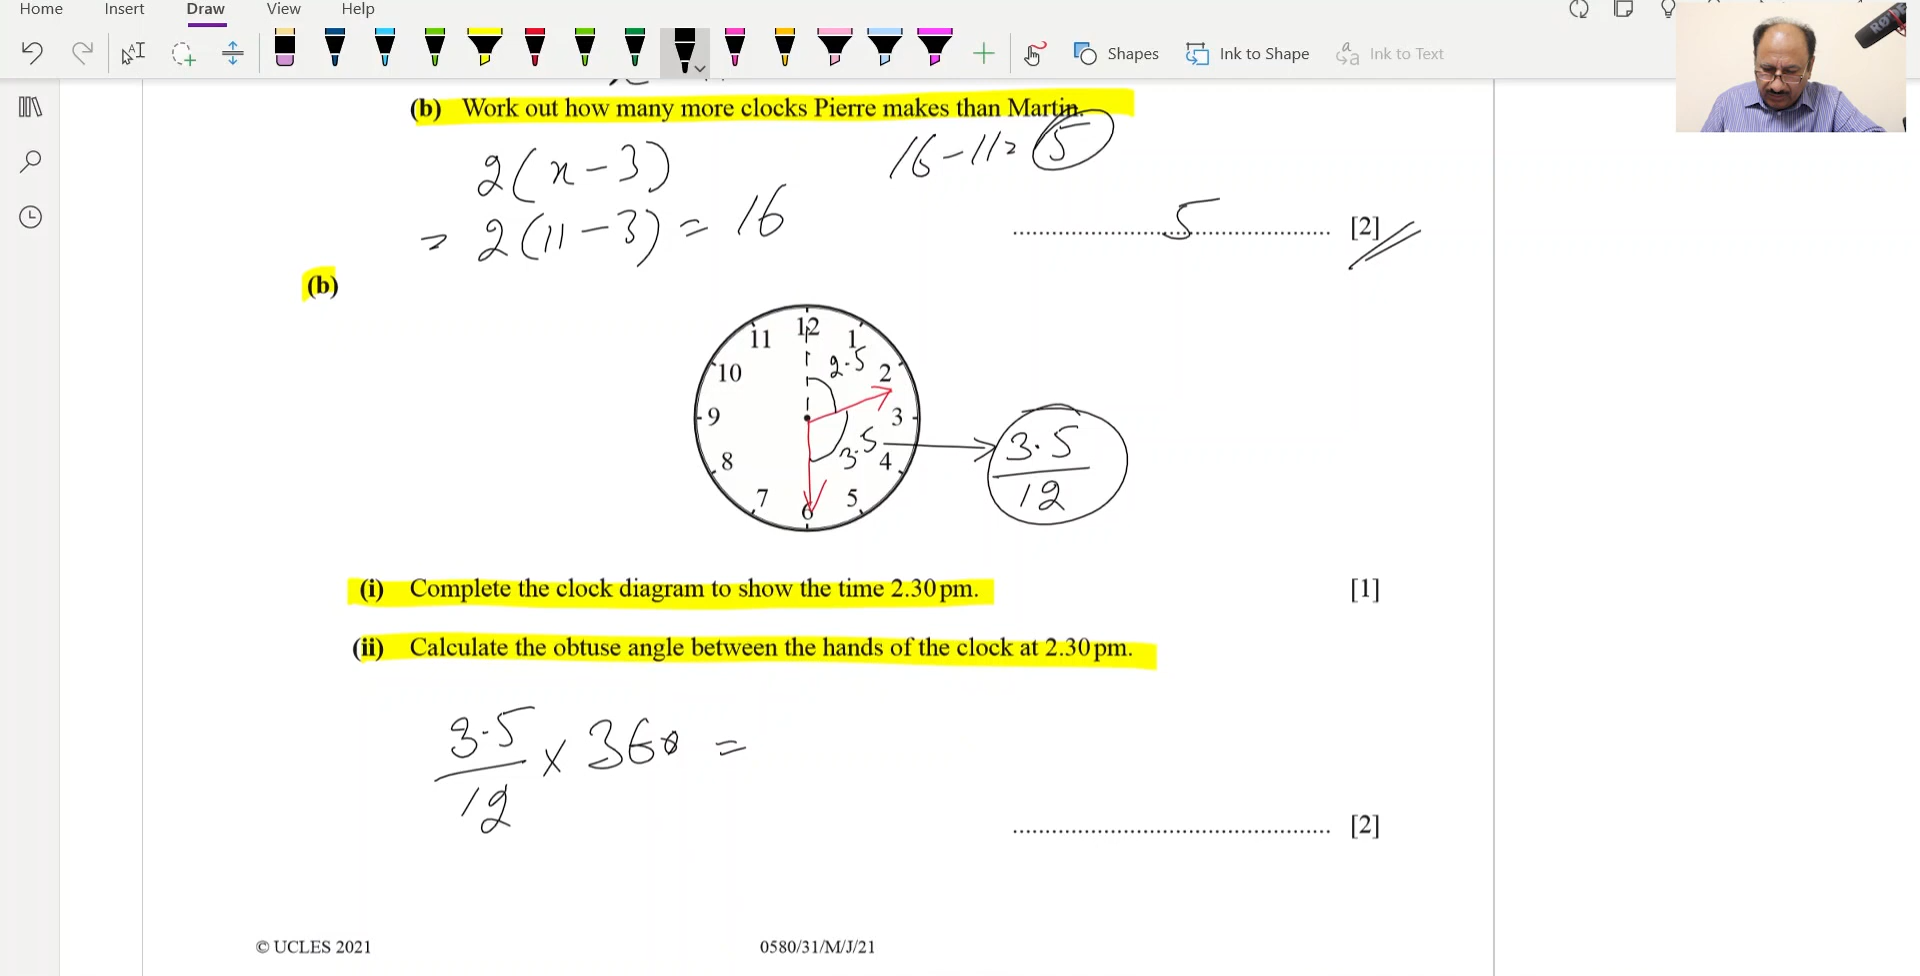 Home Insert Draw View Help
Shapes Ink to Shape Ink to Text
(b) Work out how many more clocks Pierre makes than Martin.
2(x-3)
16-11=5
= 2(11-3) = 16
5
[2]
(b)
12
11
1
2.5
10
2
9
3
3.5
8
4
7
5
6
3.5
12
(i) Complete the clock diagram to show the time 2.30 pm. [1]
(ii) Calculate the obtuse angle between the hands of the clock at 2.30 pm.
3.5
× 360 =
12
[2]
© UCLES 2021 0580/31/M/J/21
RØDE